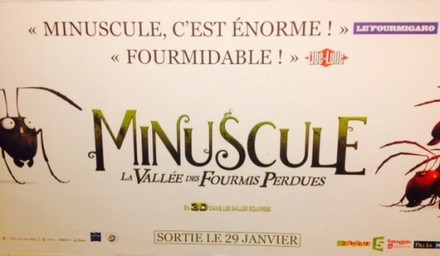 « MINUSCULE, C'EST ÉNORME ! » LE FOURMIGARO
« FOURMIDABLE ! »
MINUSCULE
LA VALLÉE DES FOURMIS PERDUES
EN 3D DANS LES SALLES ÉQUIPÉES
SORTIE LE 29 JANVIER
5